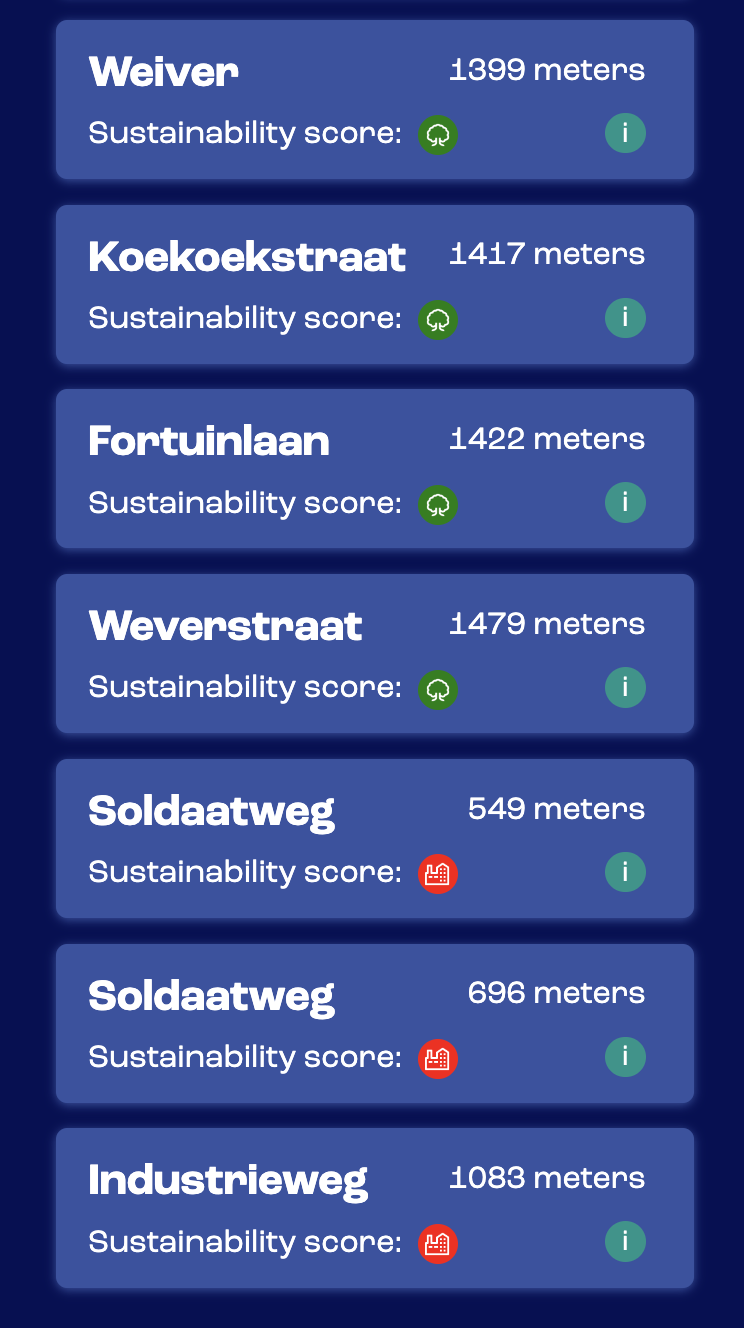 Weiver 1399 meters
Sustainability score: i
Koekoekstraat 1417 meters
Sustainability score: i
Fortuinlaan 1422 meters
Sustainability score: i
Weverstraat 1479 meters
Sustainability score: i
Soldaatweg 549 meters
Sustainability score: i
Soldaatweg 696 meters
Sustainability score: i
Industrieweg 1083 meters
Sustainability score: i